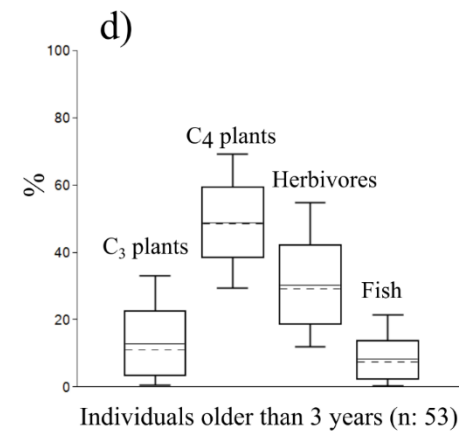 d)
100
80
60
40
20
0
%
C₃ plants
C4 plants
Herbivores
Fish
Individuals older than 3 years (n: 53)